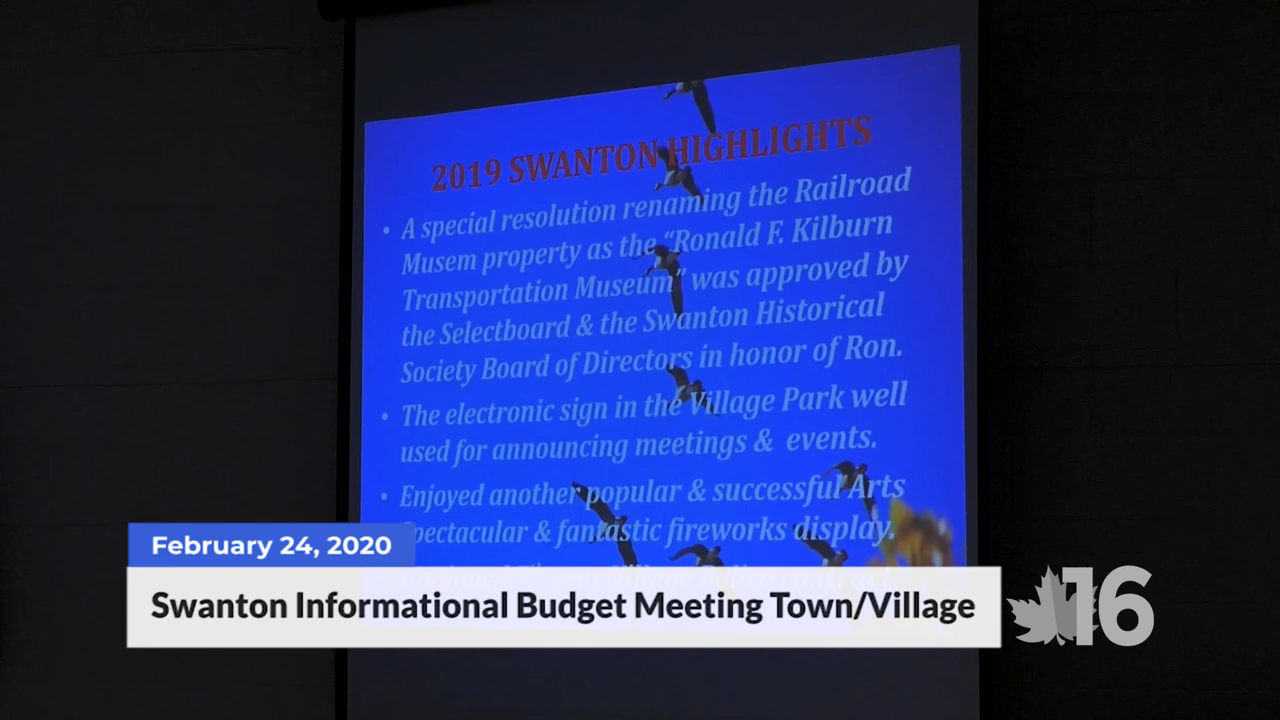 2019 SWANTON HIGHLIGHTS
• A special resolution renaming the Railroad
Musem property as the “Ronald F. Kilburn
Transportation Museum” was approved by
the Selectboard & the Swanton Historical
Society Board of Directors in honor of Ron.
• The electronic sign in the Village Park well
used for announcing meetings & events.
• Enjoyed another popular & successful Arts
Spectacular & fantastic fireworks display.
February 24, 2020
Swanton Informational Budget Meeting Town/Village
16